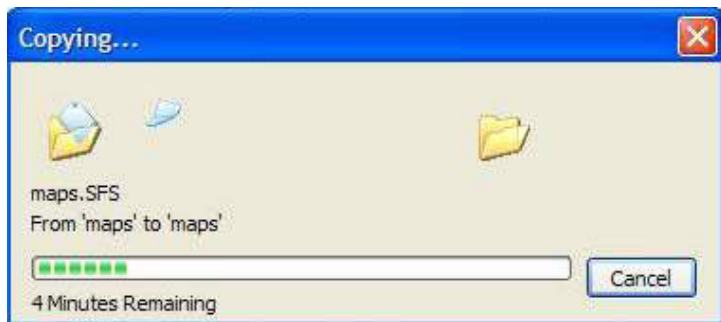 Copying...
maps.SFS
From 'maps' to 'maps'
Cancel
4 Minutes Remaining